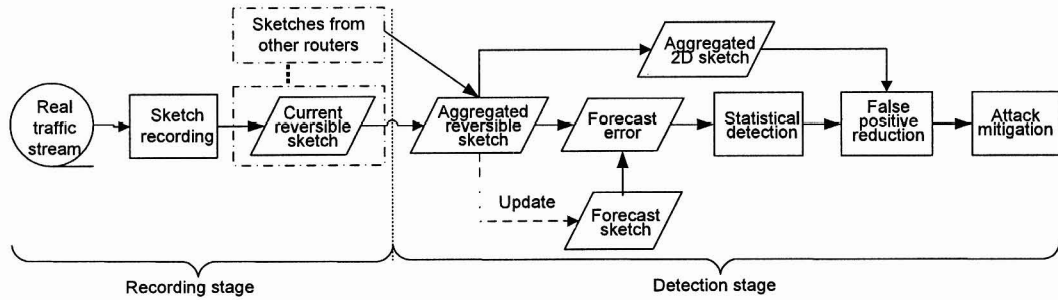 Sketches from
other routers
Aggregated
2D sketch
Real
traffic
stream
Sketch
recording
Current
reversible
sketch
Aggregated
reversible
sketch
Forecast
error
Statistical
detection
False
positive
reduction
Attack
mitigation
Update
Forecast
sketch
Recording stage
Detection stage